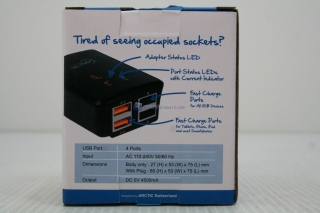 Tired of seeing occupied sockets?
Adapter Status LED
Port Status LEDs
with Current Indicator
Fast Charge
Ports
for All USB Devices
Fast Charge
Ports
for Tablets, iPhone, iPad
and most Smartphones
USB Port : 4 Ports
Input : AC 110-240V 50/60 Hz
Dimensions : Body only - 27 (H) x 53 (W) x 75 (L) mm
With Plug - 66 (H) x 53 (W) x 75 (L) mm
Output : DC 5V 4500mA
ARCTIC Switzerland